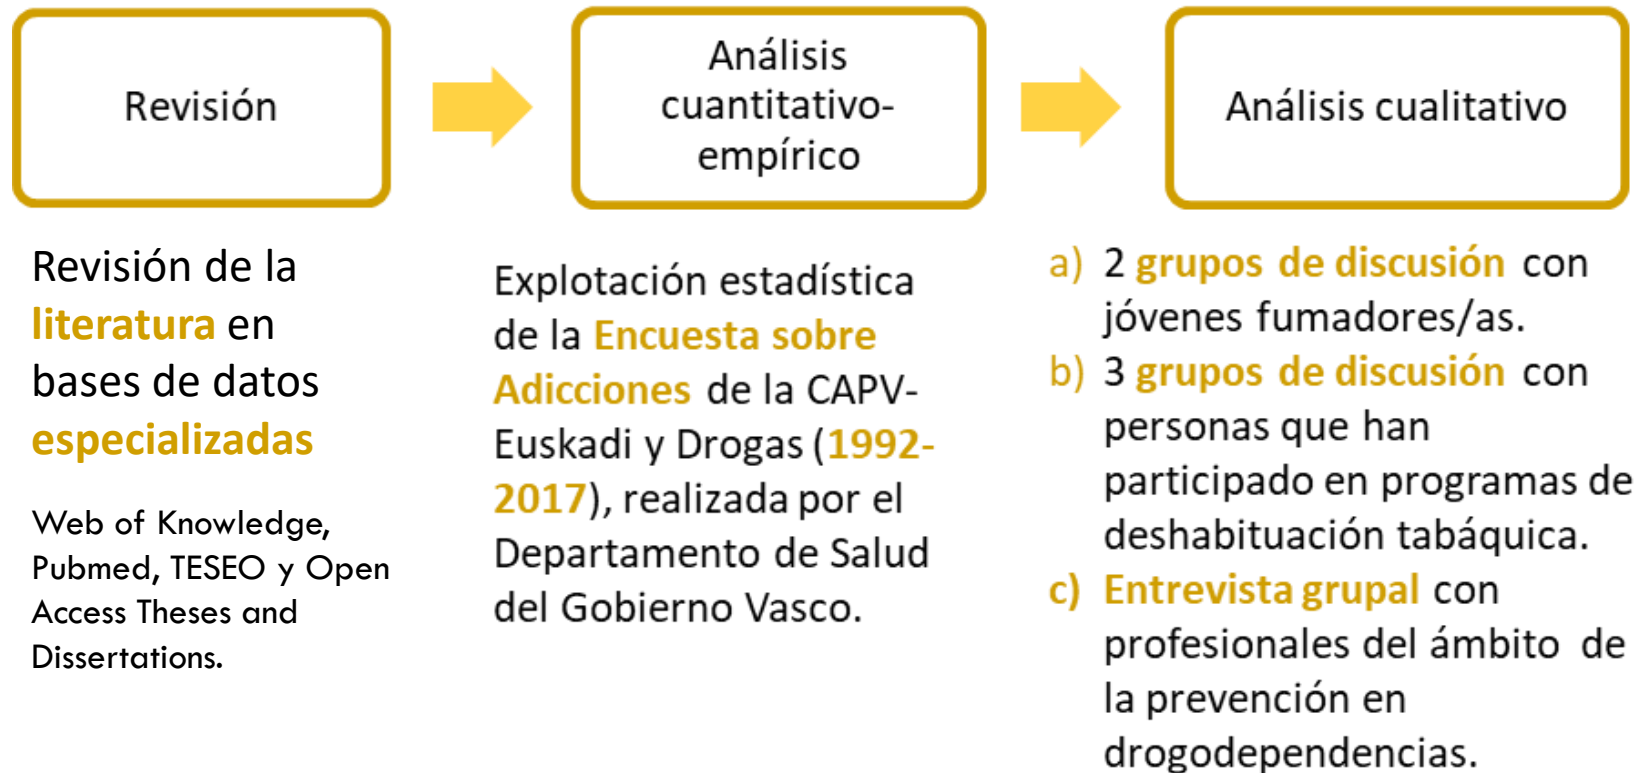 Revisión
Análisis
cuantitativo-
empírico
Análisis cualitativo
Revisión de la
literatura en
bases de datos
especializadas
Web of Knowledge,
Pubmed, TESEO y Open
Access Theses and
Dissertations.
Explotación estadística
de la Encuesta sobre
Adicciones de la CAPV-
Euskadi y Drogas (1992-
2017), realizada por el
Departamento de Salud
del Gobierno Vasco.
a) 2 grupos de discusión con
jóvenes fumadores/as.
b) 3 grupos de discusión con
personas que han
participado en programas de
deshabituación tabáquica.
c) Entrevista grupal con
profesionales del ámbito de
la prevención en
drogodependencias.